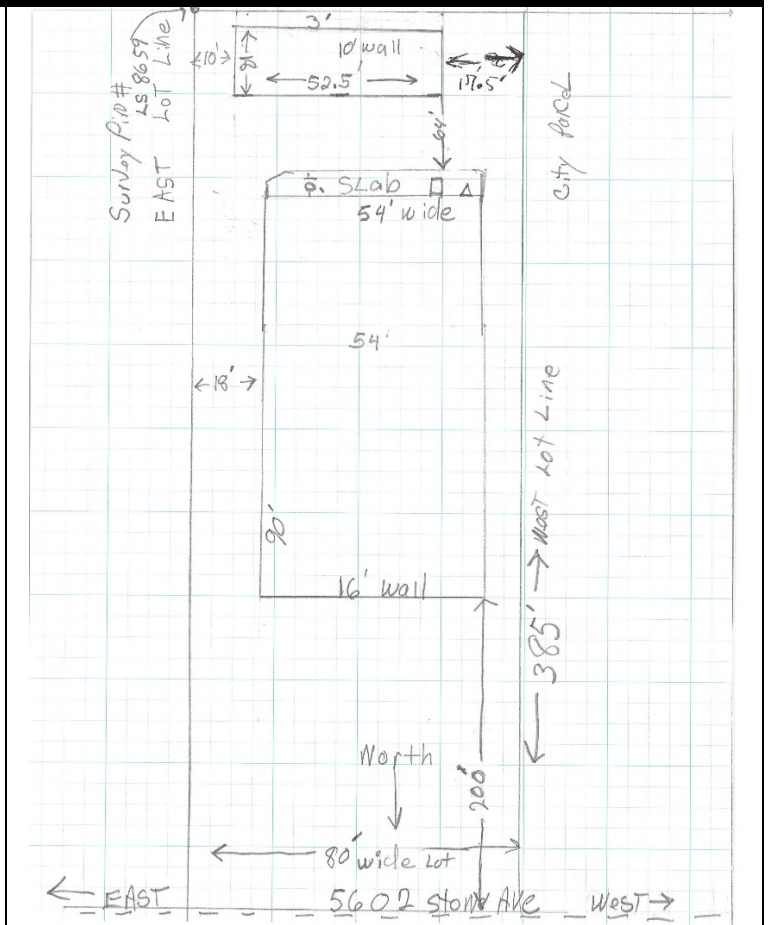 Survey Pin #
LS 8659
EAST Lot Line
3'
10'
18'
10' wall
52.5'
17.5'
64'
City Parcel
SLab
54' wide
54'
18'
90'
16' wall
West Lot Line
385'
North
200'
80' wide Lot
EAST
5602 stone Ave
West